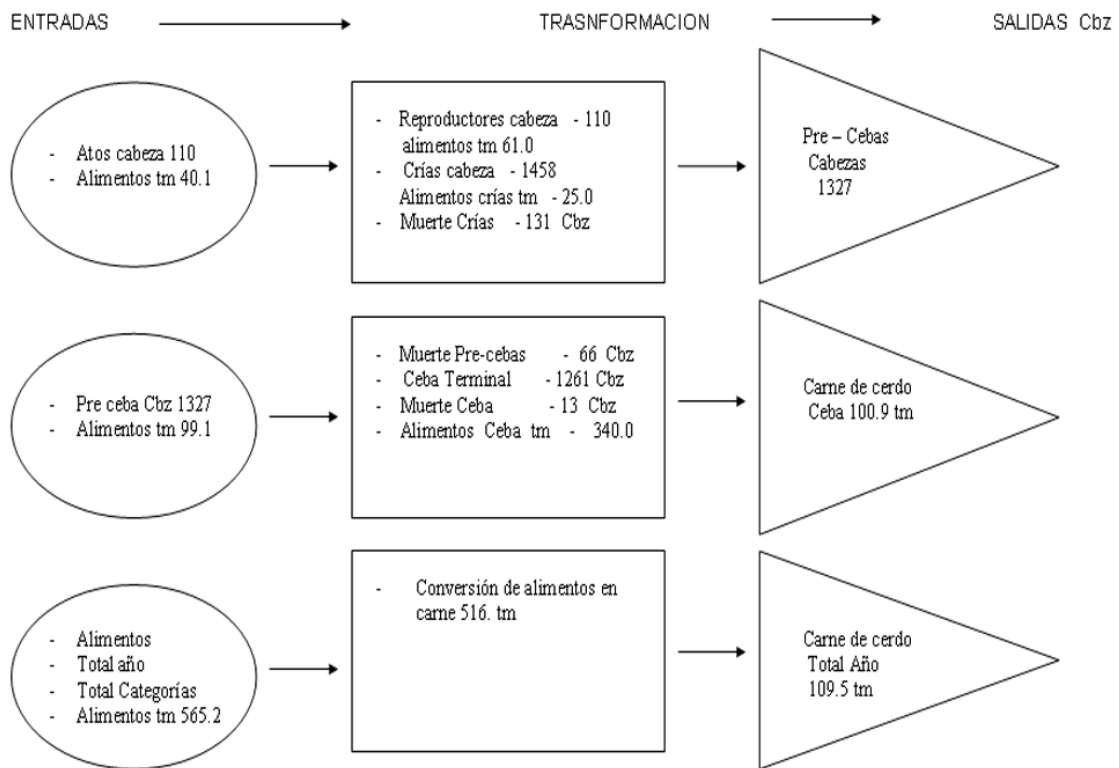 ENTRADAS
TRASNFORMACION
SALIDAS Cbz
- Atos cabeza 110
- Alimentos tm 40.1
- Reproductores cabeza - 110
alimentos tm 61.0
- Crías cabeza - 1458
Alimentos crías tm - 25.0
- Muerte Crías - 131 Cbz
Pre – Cebas
Cabezas
1327
- Pre ceba Cbz 1327
- Alimentos tm 99.1
- Muerte Pre-cebas - 66 Cbz
- Ceba Terminal - 1261 Cbz
- Muerte Ceba - 13 Cbz
- Alimentos Ceba tm - 340.0
Carne de cerdo
Ceba 100.9 tm
- Alimentos
- Total año
- Total Categorías
- Alimentos tm 565.2
- Conversión de alimentos en
carne 516. tm
Carne de cerdo
Total Año
109.5 tm